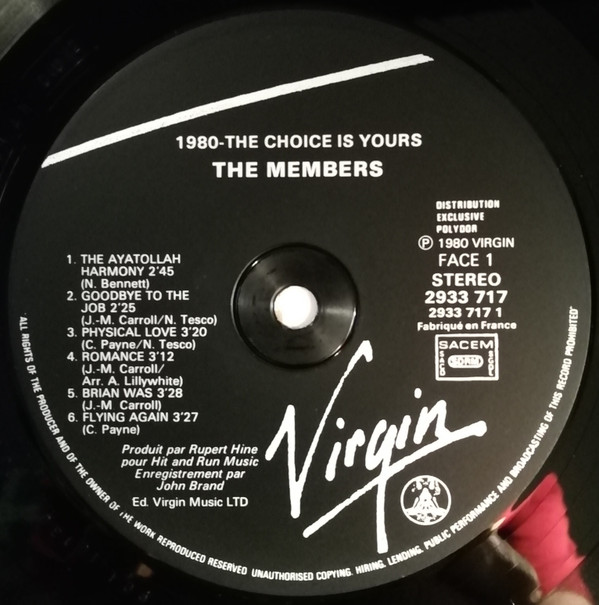 1980-THE CHOICE IS YOURS
THE MEMBERS
DISTRIBUTION
EXCLUSIVE
POLYDOR
Ⓟ 1980 VIRGIN
FACE 1
STEREO
2933 717
2933 717 1
Fabriqué en France
SACEM
SACD
SDRM
SGDL
1. THE AYATOLLAH
HARMONY 2'45
(N. Bennett)
2. GOODBYE TO THE
JOB 2'25
(J.-M. Carroll/N. Tesco)
3. PHYSICAL LOVE 3'20
(C. Payne/N. Tesco)
4. ROMANCE 3'12
(J.-M. Carroll/
Arr. A. Lillywhite)
5. BRIAN WAS 3'28
(J.-M Carroll)
6. FLYING AGAIN 3'27
(C. Payne)
Produit par Rupert Hine
pour Hit and Run Music
Enregistrement par
John Brand
Ed. Virgin Music LTD
Virgin
"ALL RIGHTS OF THE PRODUCER AND OF THE OWNER OF THE WORK REPRODUCED RESERVED UNAUTHORISED COPYING. HIRING. LENDING. PUBLIC PERFORMANCE AND BROADCASTING OF THIS RECORD PROHIBITED"